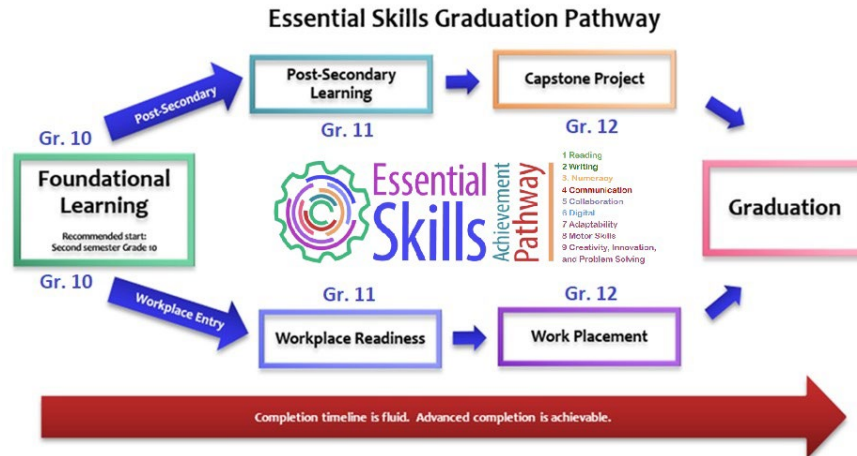 Essential Skills Graduation Pathway
Post-Secondary
Post-Secondary
Learning
Capstone Project
Gr. 10
Gr. 11
Gr. 12
Foundational
Learning
Recommended start:
Second semester Grade 10
Essential
Skills
Achievement
Pathway
1 Reading
2 Writing
3. Numeracy
4 Communication
5 Collaboration
6 Digital
7 Adaptability
8 Motor Skills
9 Creativity, Innovation,
and Problem Solving
Graduation
Gr. 10
Gr. 11
Gr. 12
Workplace Entry
Workplace Readiness
Work Placement
Completion timeline is fluid. Advanced completion is achievable.